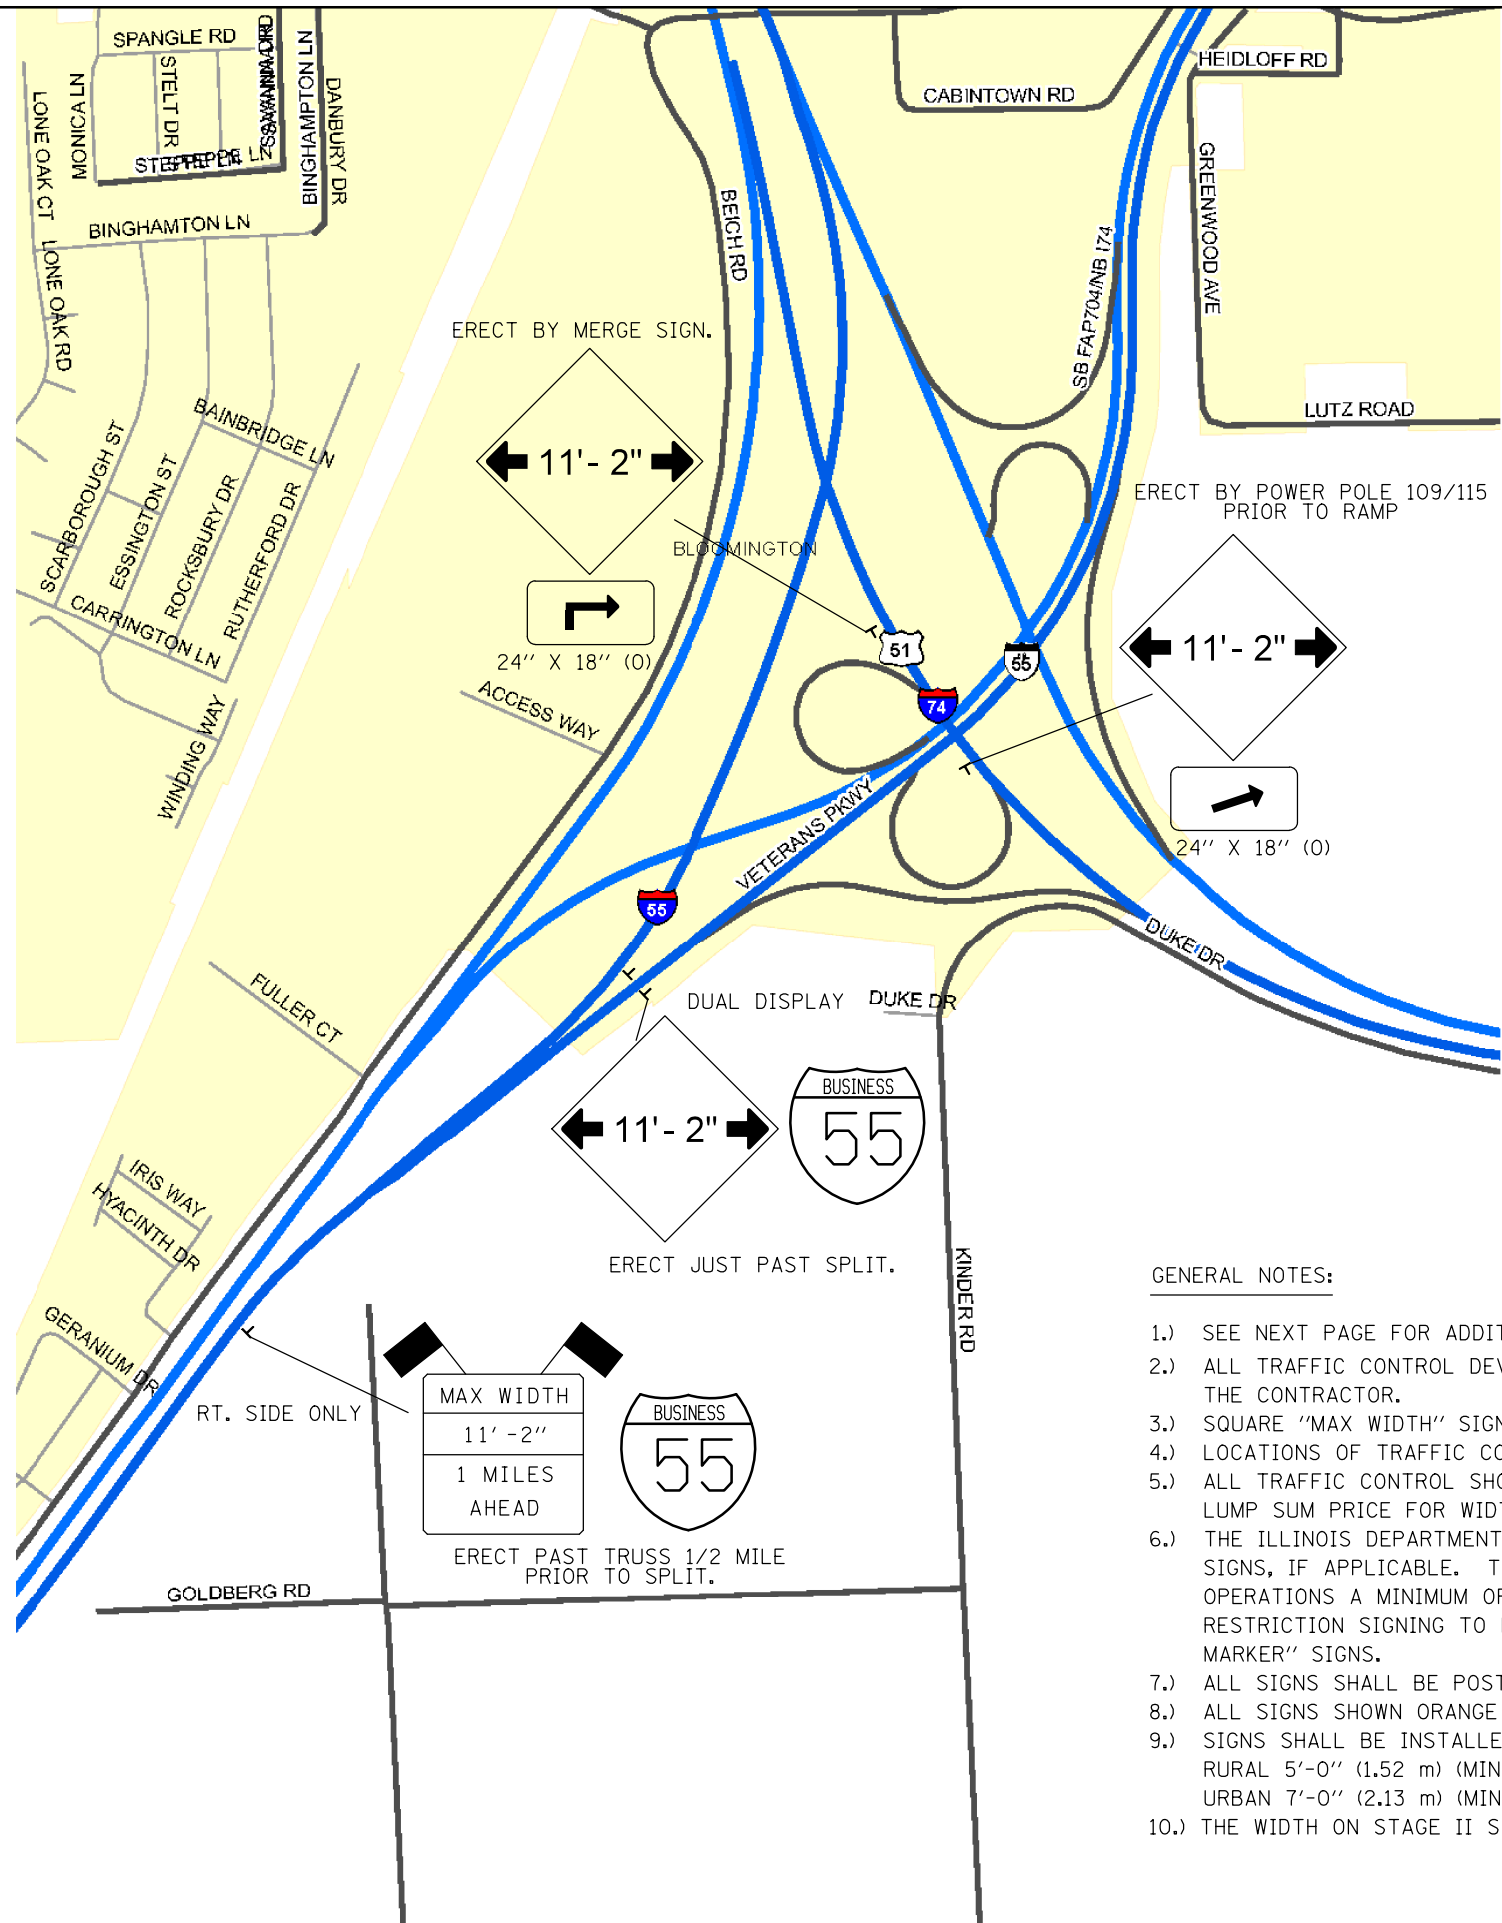 SPANGLE RD
MONICA LN
STELT DR
BINGHAMPTON LN
DANBURY DR
LONE OAK CT
BINGHAMTON LN
LONE OAK RD
BEICH RD
CABINTOWN RD
HEIDLOFF RD
GREENWOOD AVE
SB FAP704/NB I74
LUTZ ROAD
BAINBRIDGE LN
SCARBOROUGH ST
ESSINGTON ST
ROCKSBURY DR
RUTHERFORD DR
CARRINGTON LN
WINDING WAY
ACCESS WAY
ERECT BY MERGE SIGN.
11'- 2"
24" X 18" (O)
BLOOMINGTON
51
55
74
ERECT BY POWER POLE 109/115
PRIOR TO RAMP
11'- 2"
24" X 18" (O)
VETERANS PKWY
55
DUKE DR
FULLER CT
DUAL DISPLAY
DUKE DR
11'- 2"
BUSINESS
55
ERECT JUST PAST SPLIT.
IRIS WAY
HYACINTH DR
GERANIUM DR
KINDER RD
RT. SIDE ONLY
MAX WIDTH
11'-2"
1 MILES
AHEAD
BUSINESS
55
ERECT PAST TRUSS 1/2 MILE
PRIOR TO SPLIT.
GOLDBERG RD
GENERAL NOTES:
1.) SEE NEXT PAGE FOR ADDIT
2.) ALL TRAFFIC CONTROL DEV
THE CONTRACTOR.
3.) SQUARE "MAX WIDTH" SIGN
4.) LOCATIONS OF TRAFFIC CO
5.) ALL TRAFFIC CONTROL SHO
LUMP SUM PRICE FOR WIDT
6.) THE ILLINOIS DEPARTMENT
SIGNS, IF APPLICABLE. T
OPERATIONS A MINIMUM OF
RESTRICTION SIGNING TO
MARKER" SIGNS.
7.) ALL SIGNS SHALL BE POST
8.) ALL SIGNS SHOWN ORANGE
9.) SIGNS SHALL BE INSTALLE
RURAL 5'-0" (1.52 m) (MIN
URBAN 7'-0" (2.13 m) (MIN
10.) THE WIDTH ON STAGE II S